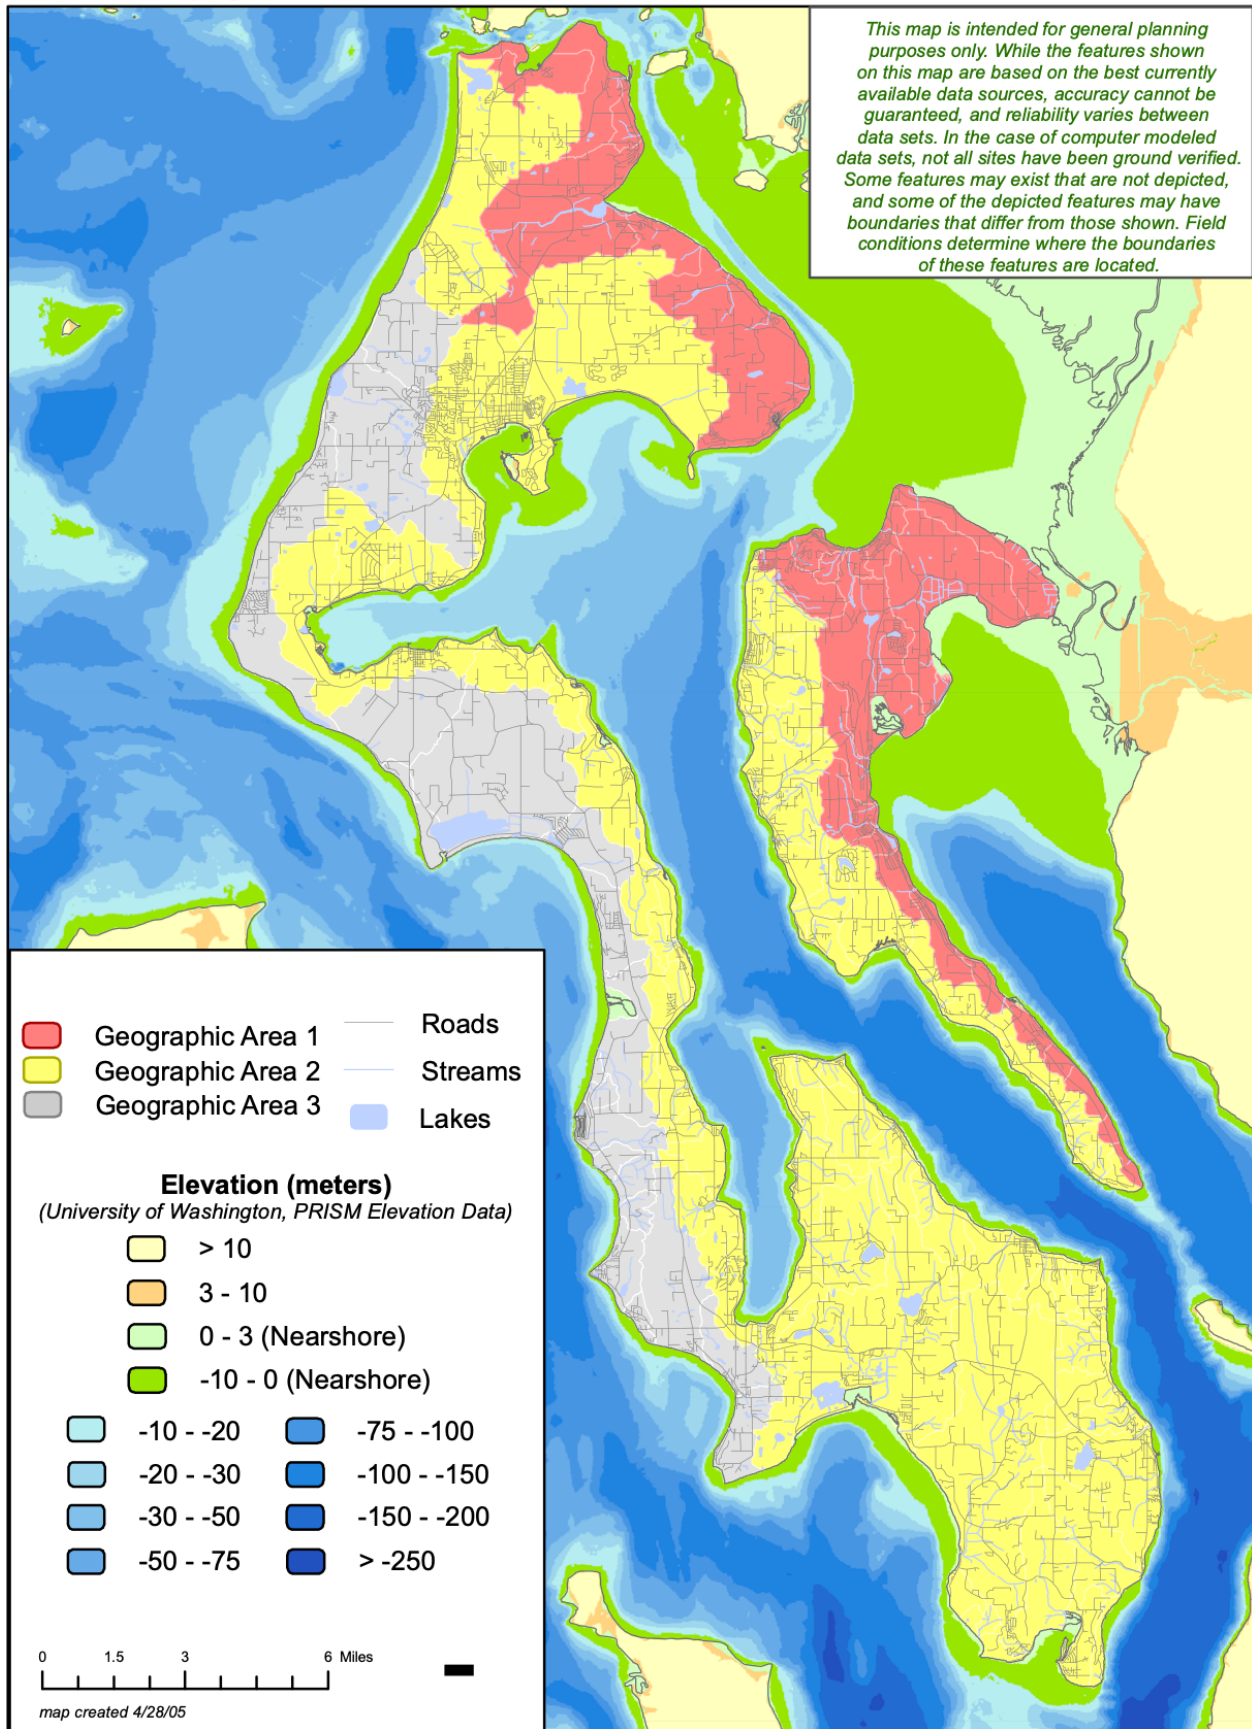 This map is intended for general planning
purposes only. While the features shown
on this map are based on the best currently
available data sources, accuracy cannot be
guaranteed, and reliability varies between
data sets. In the case of computer modeled
data sets, not all sites have been ground verified.
Some features may exist that are not depicted,
and some of the depicted features may have
boundaries that differ from those shown. Field
conditions determine where the boundaries
of these features are located.
Geographic Area 1
Geographic Area 2
Geographic Area 3
Roads
Streams
Lakes
Elevation (meters)
(University of Washington, PRISM Elevation Data)
> 10
3 - 10
0 - 3 (Nearshore)
-10 - 0 (Nearshore)
-10 - -20
-20 - -30
-30 - -50
-50 - -75
-75 - -100
-100 - -150
-150 - -200
> -250
0 1.5 3 6 Miles
map created 4/28/05